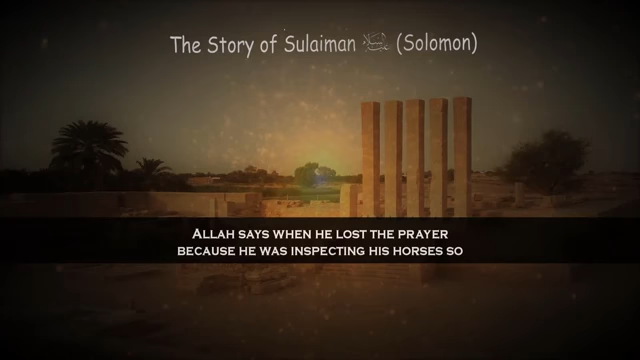 The Story of Sulaiman (Solomon)
ALLAH SAYS WHEN HE LOST THE PRAYER
BECAUSE HE WAS INSPECTING HIS HORSES SO